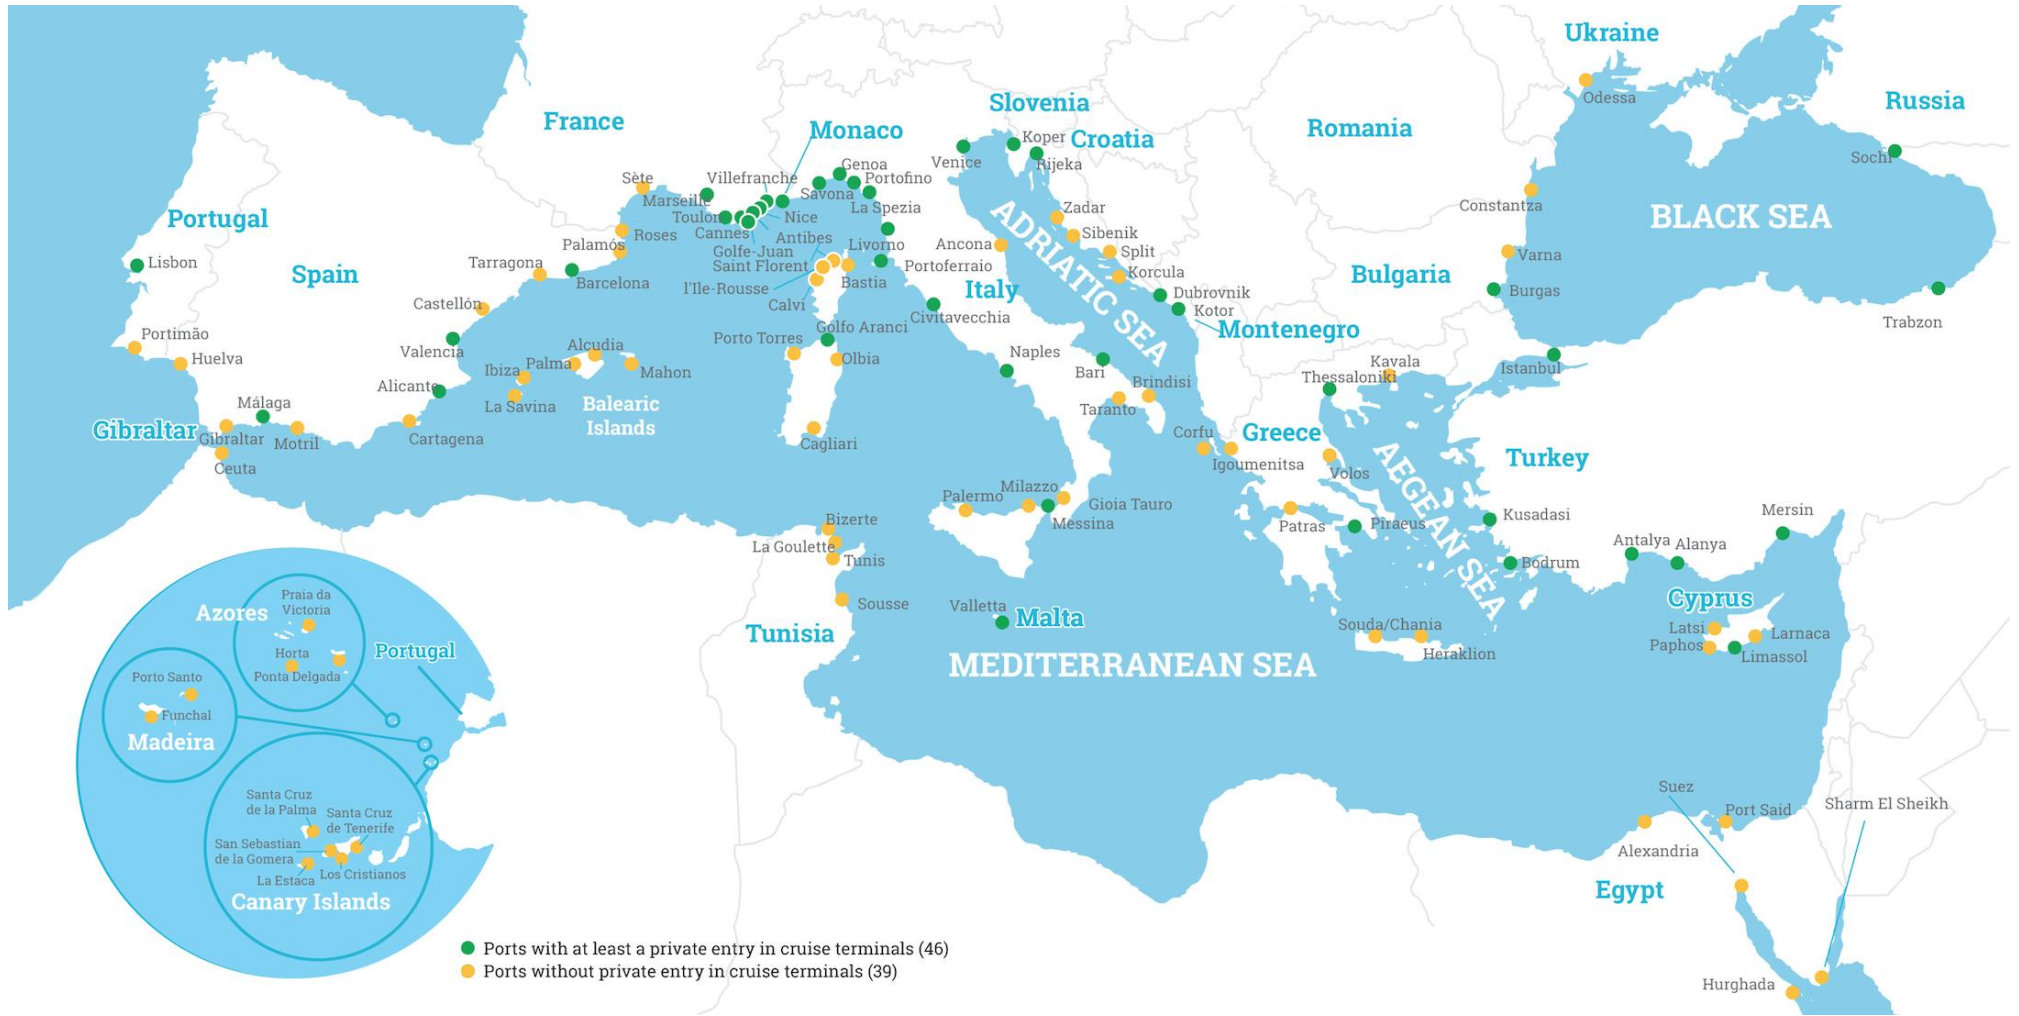 Ukraine
Odessa
Russia
Sochi
France
Monaco
Slovenia
Croatia
Romania
Koper
Rijeka
Venice
Genoa
Portofino
Savona
La Spezia
Villefranche
Sète
Marseille
Toulon
Cannes
Nice
Antibes
Golfe-Juan
Livorno
Saint Florent
Portoferraio
l'Ile-Rousse
Bastia
Calvi
Roses
Palamós
Tarragona
Barcelona
Castellón
Portugal
Lisbon
Spain
Portimão
Huelva
Valencia
Alicante
Málaga
Gibraltar
Gibraltar
Motril
Cartagena
Ceuta
Ibiza
Palma
Alcudia
Mahon
La Savina
Balearic
Islands
Porto Torres
Golfo Aranci
Olbia
Cagliari
Italy
Civitavecchia
Ancona
Naples
Bari
Brindisi
Taranto
Zadar
Sibenik
Split
Korcula
Dubrovnik
Kotor
Montenegro
ADRIATIC SEA
Constantza
Varna
Bulgaria
Burgas
BLACK SEA
Trabzon
Istanbul
Kavala
Thessaloniki
Corfu
Igoumenitsa
Greece
Volos
Patras
Piraeus
AEGEAN SEA
Turkey
Kusadasi
Bodrum
Antalya
Alanya
Mersin
Palermo
Milazzo
Gioia Tauro
Messina
Bizerte
La Goulette
Tunis
Sousse
Tunisia
Valletta
Malta
MEDITERRANEAN SEA
Souda/Chania
Heraklion
Cyprus
Latsi
Paphos
Larnaca
Limassol
Suez
Port Said
Sharm El Sheikh
Alexandria
Egypt
Hurghada
Azores
Praia da
Victoria
Horta
Ponta Delgada
Portugal
Porto Santo
Funchal
Madeira
Santa Cruz
de la Palma
Santa Cruz
de Tenerife
San Sebastian
de la Gomera
La Estaca
Los Cristianos
Canary Islands
Ports with at least a private entry in cruise terminals (46)
Ports without private entry in cruise terminals (39)